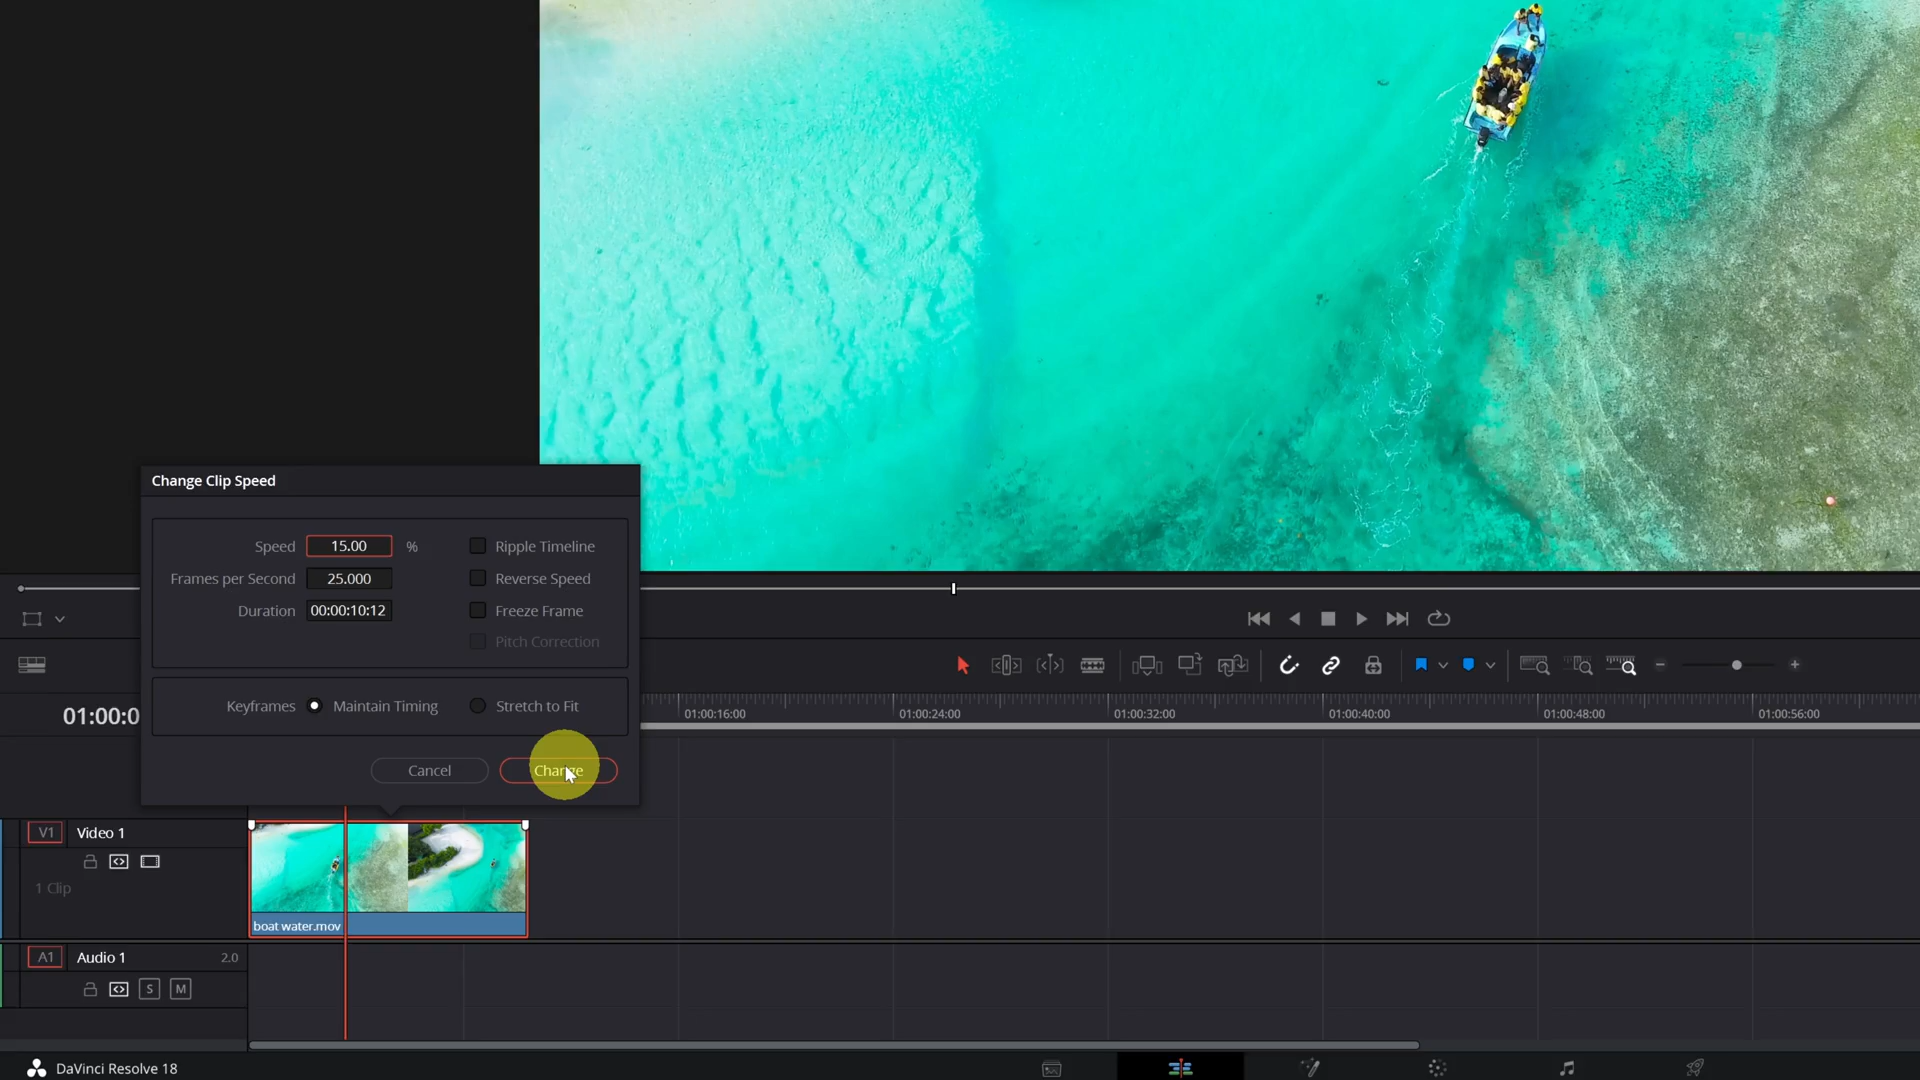 Change Clip Speed
Speed 15.00 % Ripple Timeline
Frames per Second 25.000 Reverse Speed
Duration 00:00:10:12 Freeze Frame
Pitch Correction
Keyframes Maintain Timing Stretch to Fit
Cancel Change
01:00:0
01:00:16:00 01:00:24:00 01:00:32:00 01:00:40:00 01:00:48:00 01:00:56:00
V1 Video 1
1 Clip
boat water.mov
A1 Audio 1 2.0
S M
DaVinci Resolve 18